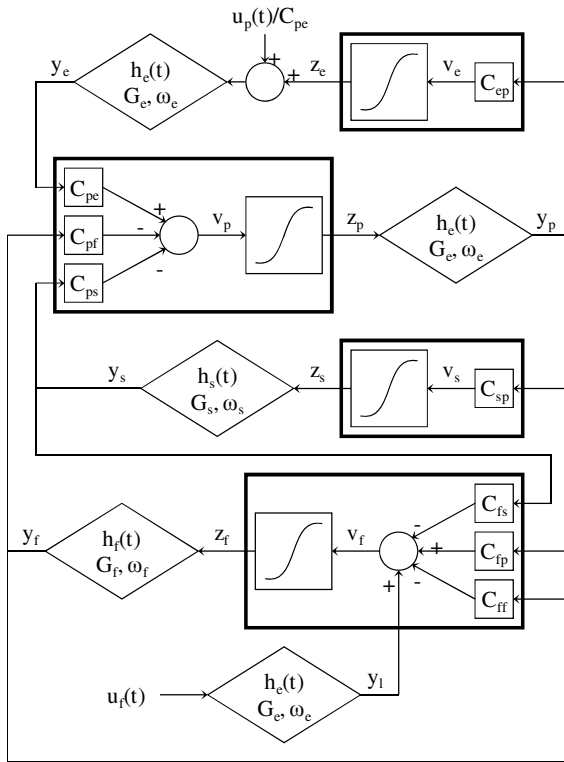 u_p(t)/C_pe
y_e
h_e(t)
G_e, ω_e
+
+
z_e
v_e
C_ep
C_pe
C_pf
C_ps
+
-
-
v_p
z_p
h_e(t)
G_e, ω_e
y_p
y_s
h_s(t)
G_s, ω_s
z_s
v_s
C_sp
y_f
h_f(t)
G_f, ω_f
z_f
v_f
-
+
-
+
C_fs
C_fp
C_ff
u_f(t)
h_e(t)
G_e, ω_e
y_l